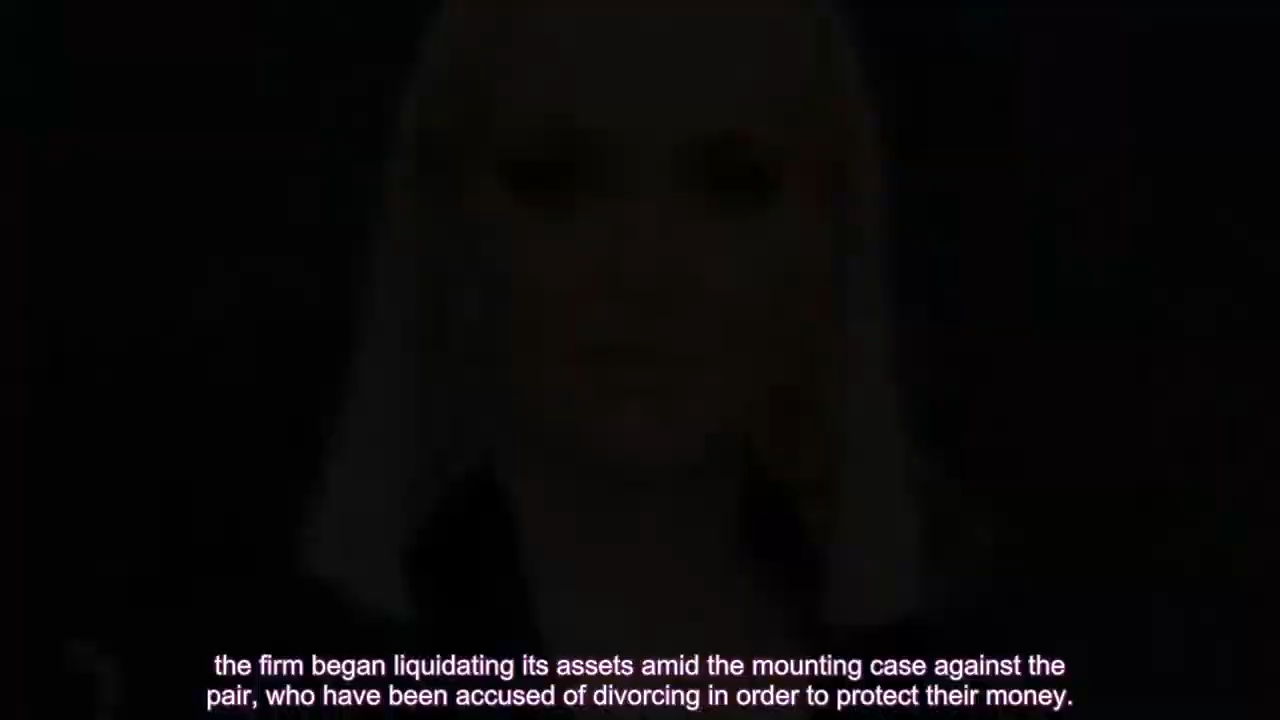 the firm began liquidating its assets amid the mounting case against the
pair, who have been accused of divorcing in order to protect their money.